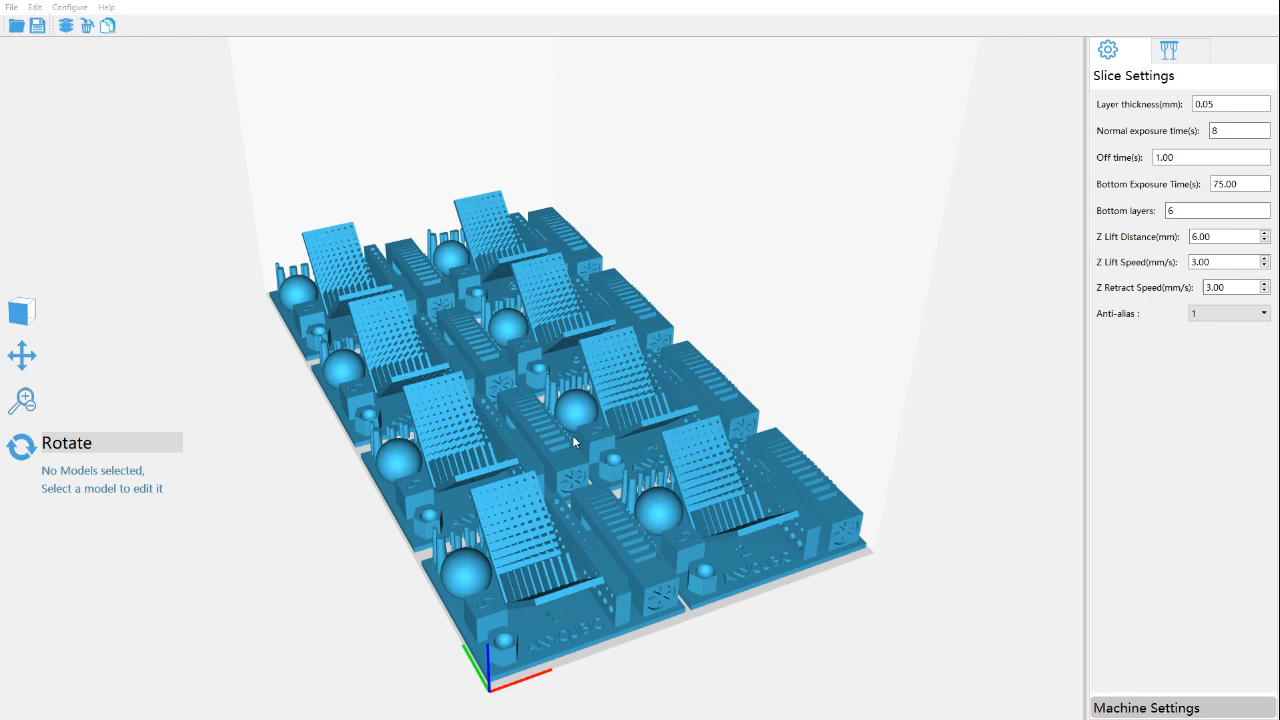 File Edit Configure Help
Slice Settings
Layer thickness(mm): 0.05
Normal exposure time(s): 8
Off time(s): 1.00
Bottom Exposure Time(s): 75.00
Bottom layers: 6
Z Lift Distance(mm): 6.00
Z Lift Speed(mm/s): 3.00
Z Retract Speed(mm/s): 3.00
Anti-alias : 1
Rotate
No Models selected,
Select a model to edit it
Machine Settings